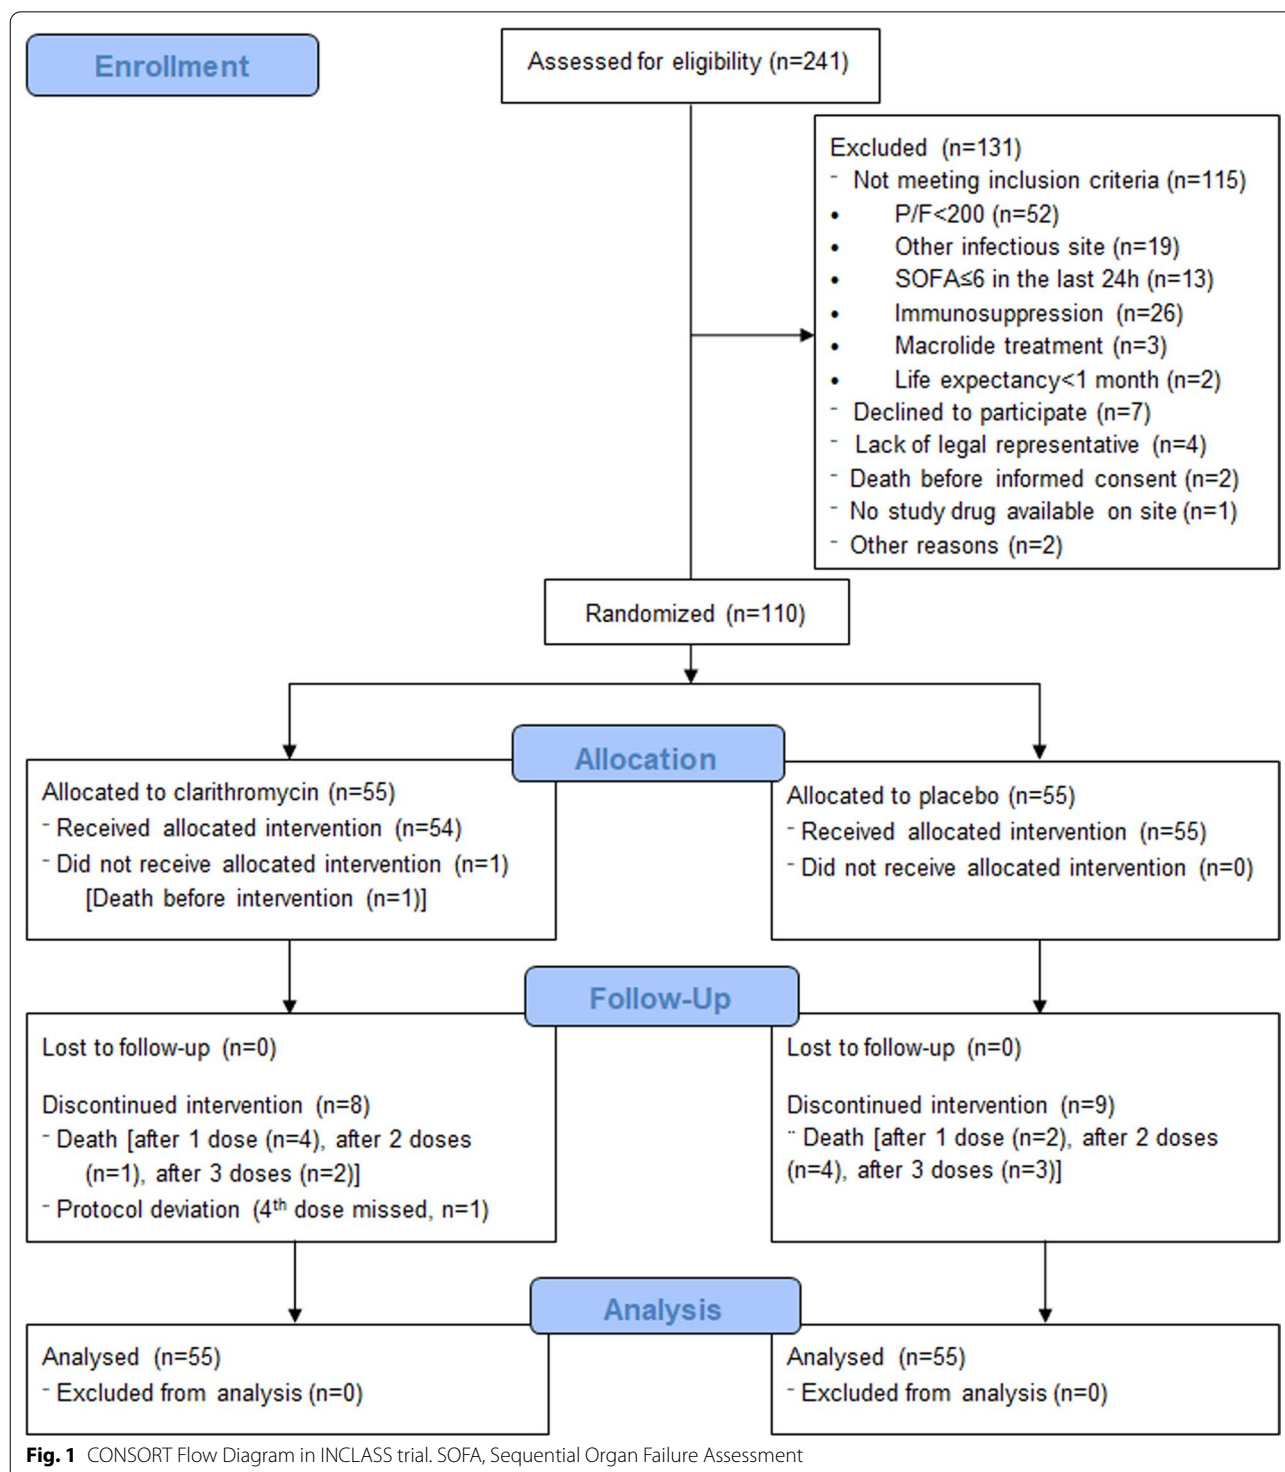 Enrollment
Assessed for eligibility (n=241)
Excluded (n=131)
- Not meeting inclusion criteria (n=115)
• P/F<200 (n=52)
• Other infectious site (n=19)
• SOFA≤6 in the last 24h (n=13)
• Immunosuppression (n=26)
• Macrolide treatment (n=3)
• Life expectancy<1 month (n=2)
- Declined to participate (n=7)
- Lack of legal representative (n=4)
- Death before informed consent (n=2)
- No study drug available on site (n=1)
- Other reasons (n=2)
Randomized (n=110)
Allocation
Allocated to clarithromycin (n=55)
- Received allocated intervention (n=54)
- Did not receive allocated intervention (n=1)
[Death before intervention (n=1)]
Allocated to placebo (n=55)
- Received allocated intervention (n=55)
- Did not receive allocated intervention (n=0)
Follow-Up
Lost to follow-up (n=0)
Discontinued intervention (n=8)
- Death [after 1 dose (n=4), after 2 doses
(n=1), after 3 doses (n=2)]
- Protocol deviation (4th dose missed, n=1)
Lost to follow-up (n=0)
Discontinued intervention (n=9)
¨ Death [after 1 dose (n=2), after 2 doses
(n=4), after 3 doses (n=3)]
Analysis
Analysed (n=55)
- Excluded from analysis (n=0)
Analysed (n=55)
- Excluded from analysis (n=0)
Fig. 1 CONSORT Flow Diagram in INCLASS trial. SOFA, Sequential Organ Failure Assessment